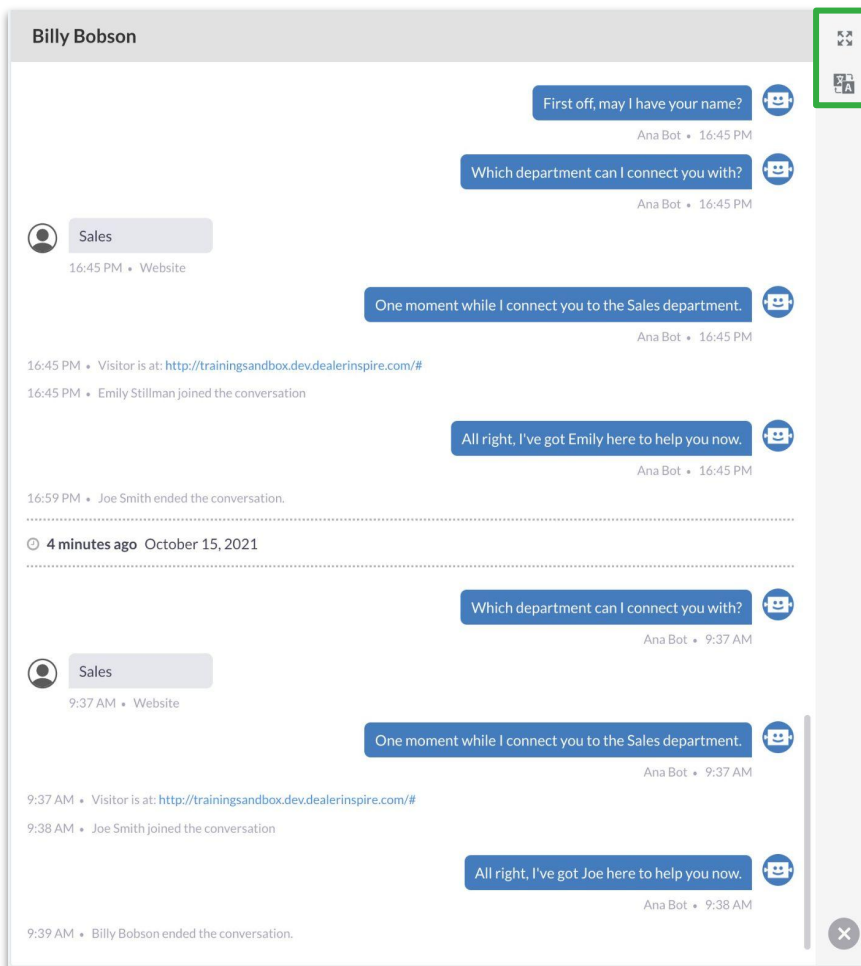 Billy Bobson
First off, may I have your name?
Ana Bot • 16:45 PM
Which department can I connect you with?
Ana Bot • 16:45 PM
Sales
16:45 PM • Website
One moment while I connect you to the Sales department.
Ana Bot • 16:45 PM
16:45 PM • Visitor is at: http://trainingsandbox.dev.dealerinspire.com/#
16:45 PM • Emily Stillman joined the conversation
All right, I've got Emily here to help you now.
Ana Bot • 16:45 PM
16:59 PM • Joe Smith ended the conversation.
4 minutes ago October 15, 2021
Which department can I connect you with?
Ana Bot • 9:37 AM
Sales
9:37 AM • Website
One moment while I connect you to the Sales department.
Ana Bot • 9:37 AM
9:37 AM • Visitor is at: http://trainingsandbox.dev.dealerinspire.com/#
9:38 AM • Joe Smith joined the conversation
All right, I've got Joe here to help you now.
Ana Bot • 9:38 AM
9:39 AM • Billy Bobson ended the conversation.